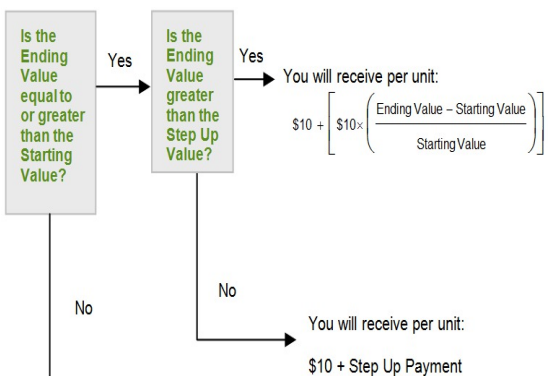 Is the
Ending
Value
equal to
or greater
than the
Starting
Value?
Yes
Is the
Ending
Value
greater
than the
Step Up
Value?
Yes
You will receive per unit:
$10 + [ $10× ( Ending Value – Starting Value
Starting Value ) ]
No
No
You will receive per unit:
$10 + Step Up Payment